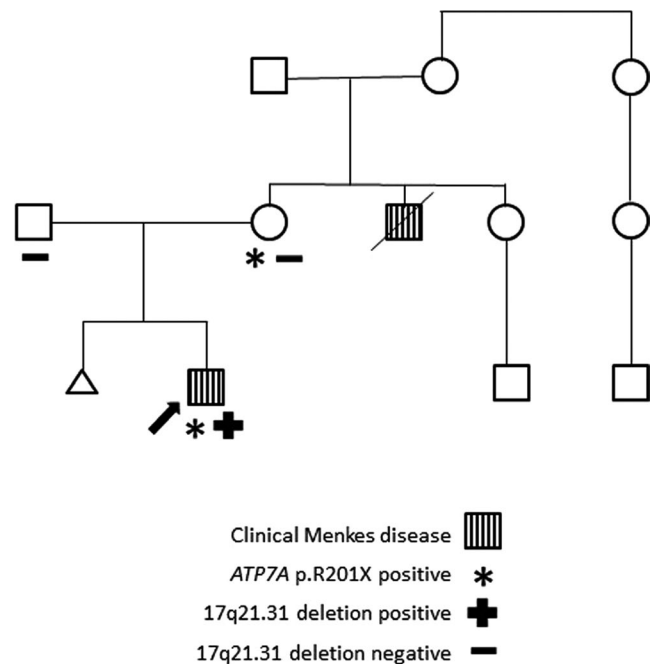 * −
* +
Clinical Menkes disease
ATP7A p.R201X positive *
17q21.31 deletion positive +
17q21.31 deletion negative −